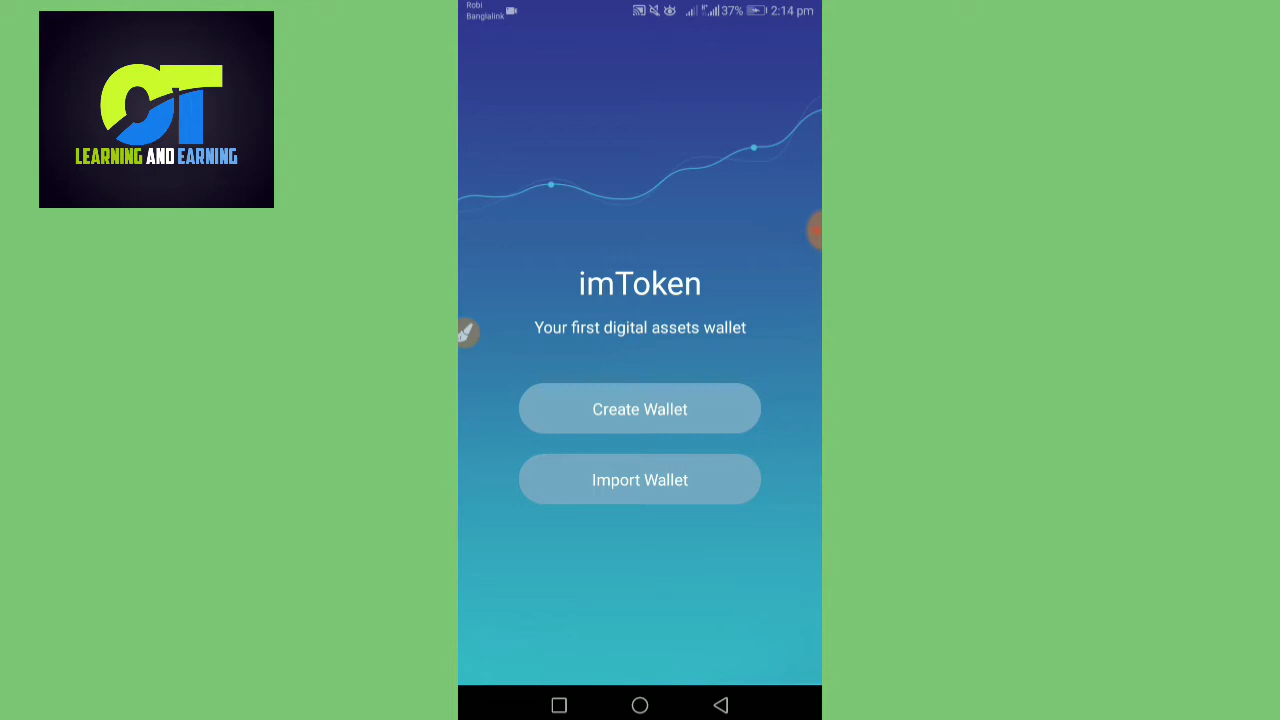 OT
LEARNING AND EARNING
Robi
Banglalink
37% 2:14 pm
imToken
Your first digital assets wallet
Create Wallet
Import Wallet